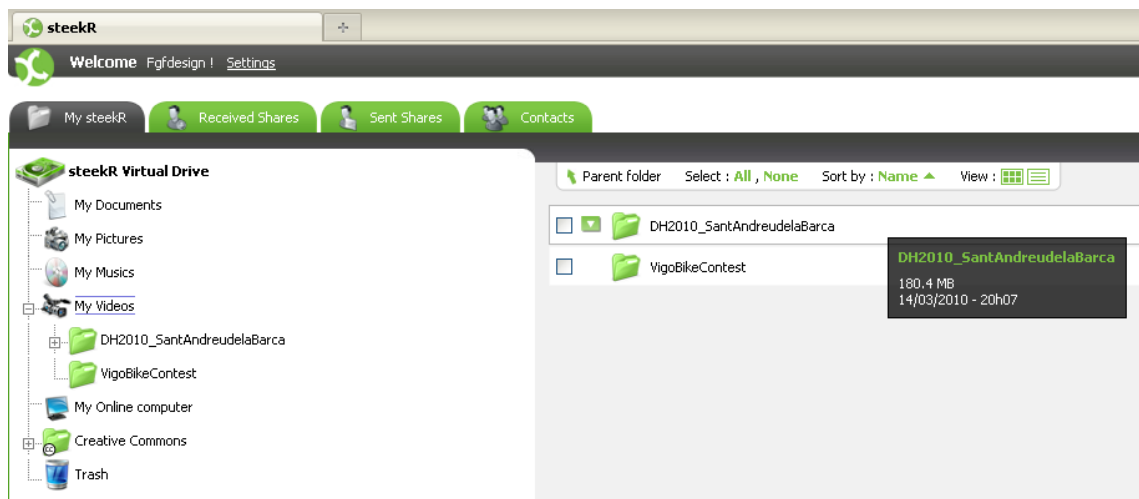 steekR
Welcome Fgfdesign ! Settings
My steekR Received Shares Sent Shares Contacts
steekR Virtual Drive
My Documents
My Pictures
My Musics
My Videos
DH2010_SantAndreudelaBarca
VigoBikeContest
My Online computer
Creative Commons
Trash
Parent folder Select : All , None Sort by : Name View :
DH2010_SantAndreudelaBarca
VigoBikeContest
DH2010_SantAndreudelaBarca
180.4 MB
14/03/2010 - 20h07